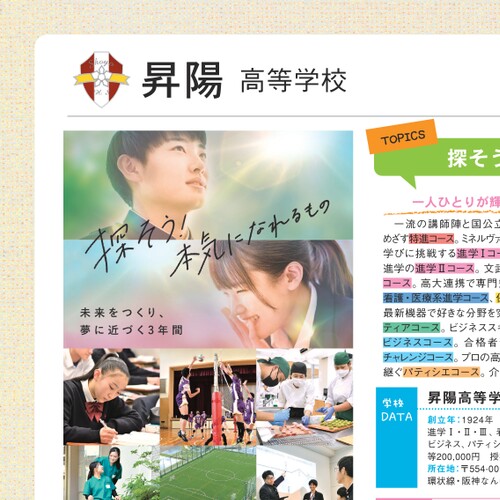 昇陽 高等学校
探そう!
本気になれるもの
未来をつくり、
夢に近づく3年間
TOPICS
探そう
一人ひとりが輝
一流の講師陣と国公立
めざす特進コース。ミネルヴァ
学びに挑戦する進学Ⅰコー
進学の進学Ⅱコース。文武
コース。高大連携で専門
看護・医療系進学コース、
最新機器で好きな分野を
ティアコース。ビジネスス
ビジネスコース。合格者
チャレンジコース。プロの高
継ぐパティシエコース。介
学校
DATA
昇陽高等学
創立年：1924年
進学Ⅰ・Ⅱ・Ⅲ、
ビジネス、パティシ
等200,000円 授
所在地：〒554-00
環状線・阪神なん